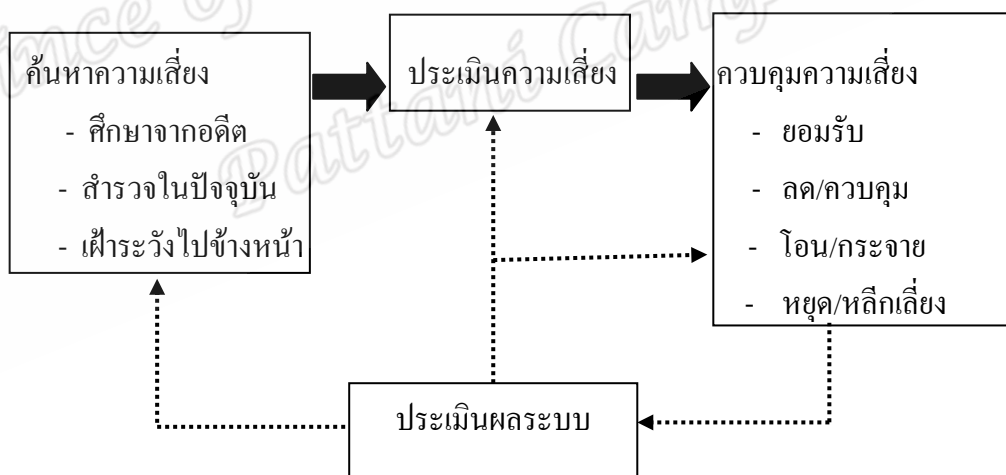 ค้นหาความเสี่ยง
- ศึกษาจากอดีต
- สำรวจในปัจจุบัน
- เฝ้าระวังไปข้างหน้า
ประเมินความเสี่ยง
ควบคุมความเสี่ยง
- ยอมรับ
- ลด/ควบคุม
- โอน/กระจาย
- หยุด/หลีกเลี่ยง
ประเมินผลระบบ
ince of
Pattani Camp